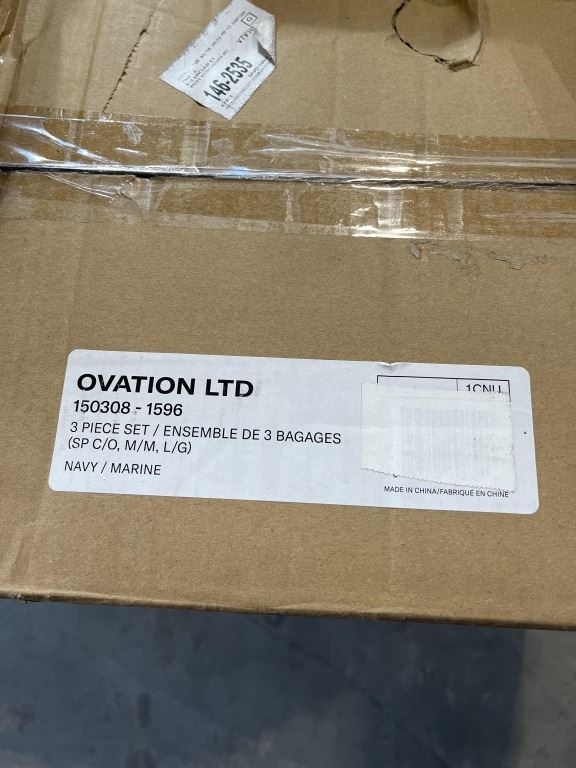 146-2535
OVATION LTD
150308 - 1596
3 PIECE SET / ENSEMBLE DE 3 BAGAGES
(SP C/O, M/M, L/G)
NAVY / MARINE
1CNU
MADE IN CHINA/FABRIQUÉ EN CHINE